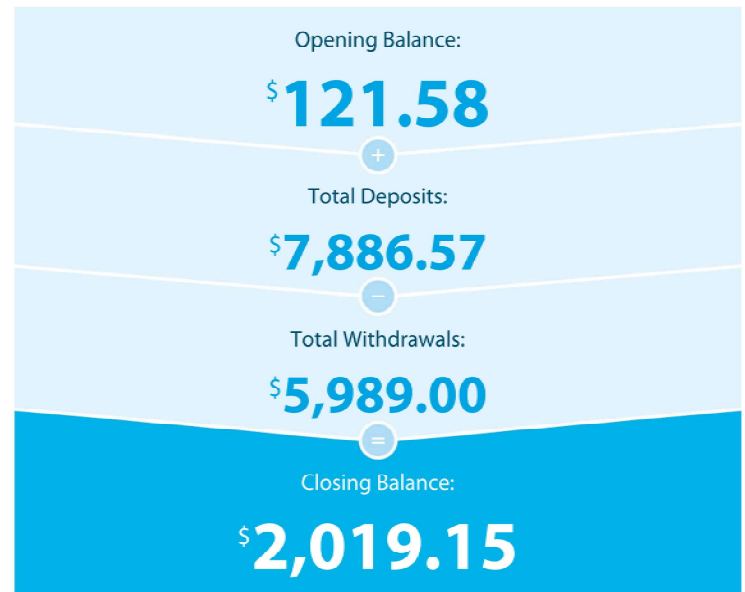 Opening Balance:
$121.58
+
Total Deposits:
$7,886.57
−
Total Withdrawals:
$5,989.00
=
Closing Balance:
$2,019.15